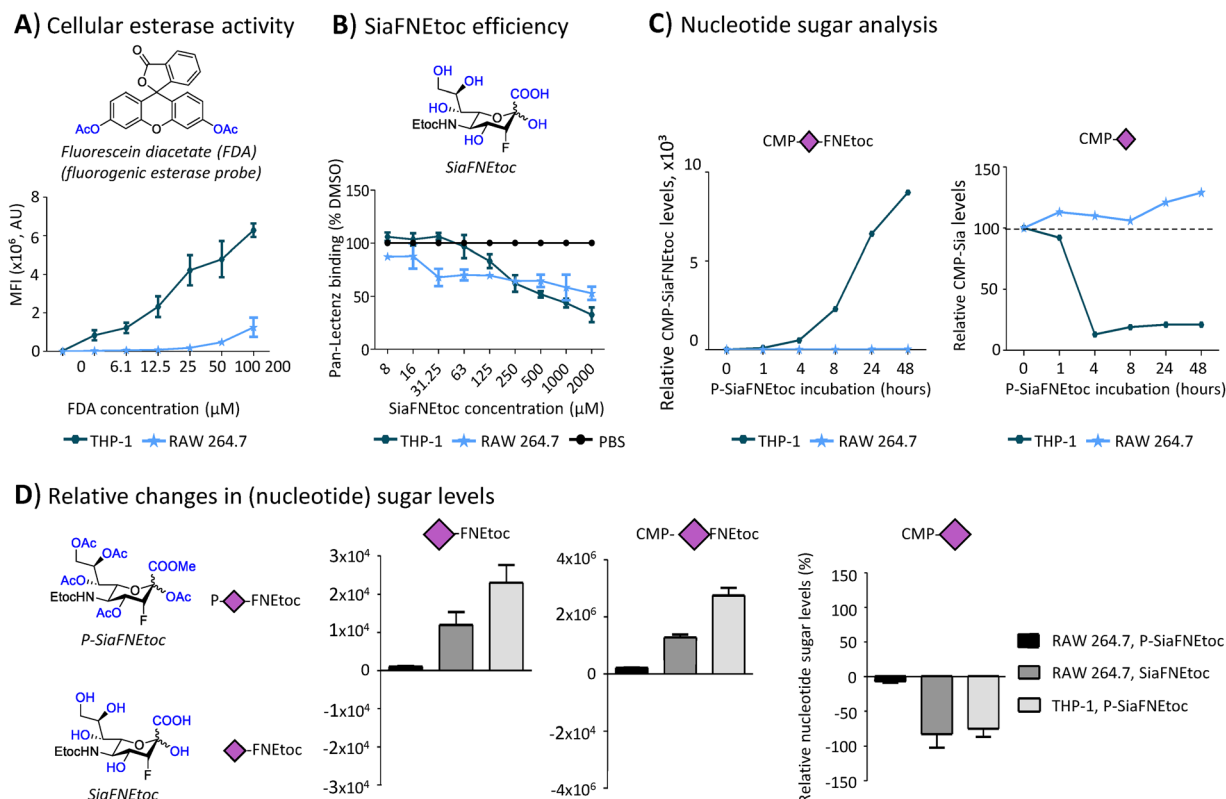 A) Cellular esterase activity
O
O
AcO
O
OAc
Fluorescein diacetate (FDA)
(fluorogenic esterase probe)
MFI (x10⁶, AU)
8
6
4
2
0
0 6.1 12.5 25 50 100 200
FDA concentration (µM)
THP-1 RAW 264.7
B) SiaFNEtoc efficiency
OH
OH
COOH
HO
O
OH
EtocHN
HO
F
SiaFNEtoc
Pan-Lectenz binding (% DMSO)
150
100
50
0
8 16 31.25 63 125 250 500 1000 2000
SiaFNEtoc concentration (µM)
THP-1 RAW 264.7 PBS
C) Nucleotide sugar analysis
CMP- -FNEtoc
Relative CMP-SiaFNEtoc levels, x10³
10
5
0
0 1 4 8 24 48
P-SiaFNEtoc incubation (hours)
THP-1 RAW 264.7
CMP-
Relative CMP-Sia levels
150
100
50
0
0 1 4 8 24 48
P-SiaFNEtoc incubation (hours)
THP-1 RAW 264.7
D) Relative changes in (nucleotide) sugar levels
OAc
OAc
COOMe
AcO
O
OAc
EtocHN
AcO
F
P-SiaFNEtoc
P- -FNEtoc
OH
OH
COOH
HO
O
OH
EtocHN
HO
F
SiaFNEtoc
-FNEtoc
-FNEtoc
3x10⁴
2x10⁴
1x10⁴
0
-1x10⁴
-2x10⁴
-3x10⁴
CMP- FNEtoc
4x10⁶
2x10⁶
0
-2x10⁶
-4x10⁶
CMP-
Relative nucleotide sugar levels (%)
150
100
50
0
-50
-100
-150
RAW 264.7, P-SiaFNEtoc
RAW 264.7, SiaFNEtoc
THP-1, P-SiaFNEtoc